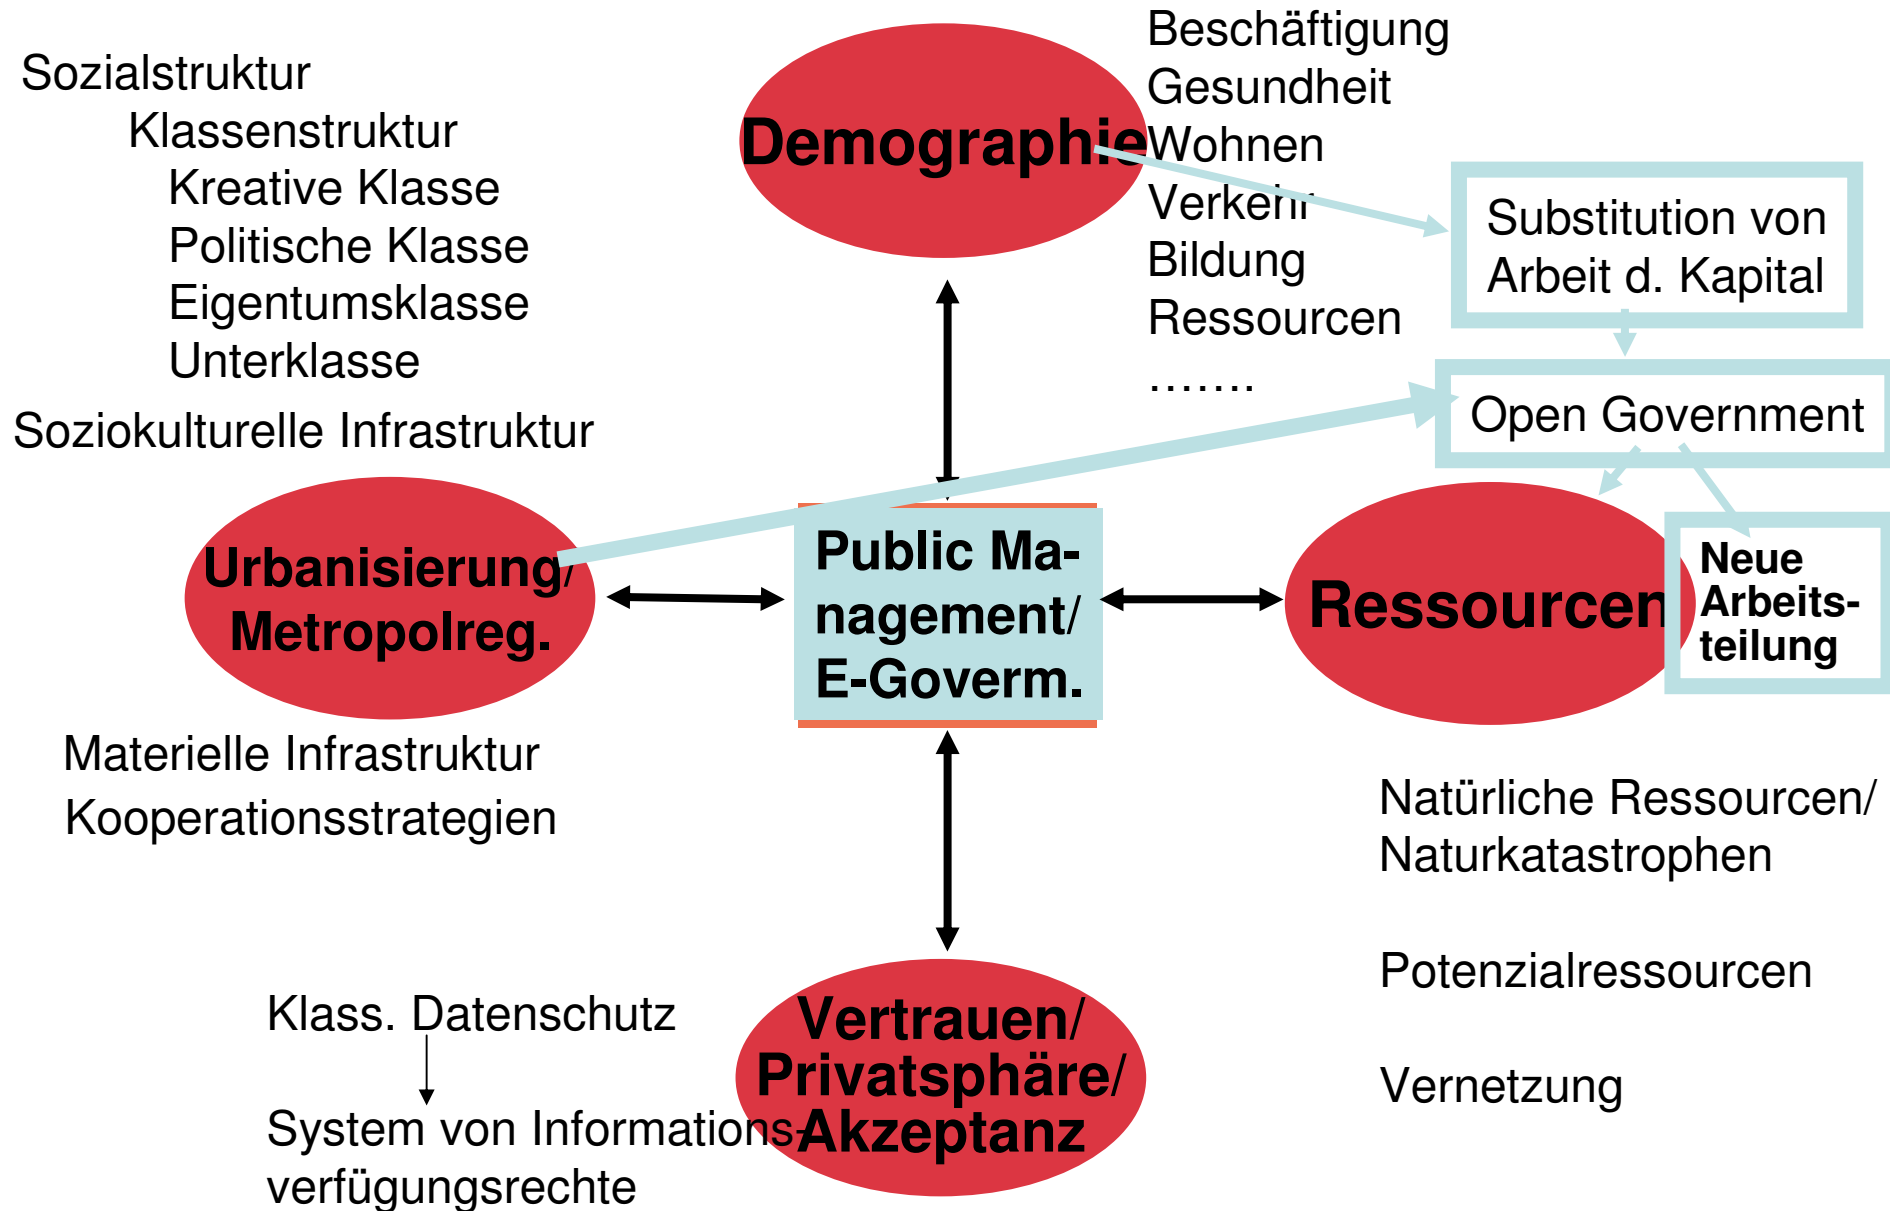 Sozialstruktur
Klassenstruktur
Kreative Klasse
Politische Klasse
Eigentumsklasse
Unterklasse
Soziokulturelle Infrastruktur
Demographie
Beschäftigung
Gesundheit
Wohnen
Verkehr
Bildung
Ressourcen
.......
Substitution von
Arbeit d. Kapital
Open Government
Urbanisierung/
Metropolreg.
Public Ma-
nagement/
E-Goverm.
Ressourcen
Neue
Arbeits-
teilung
Materielle Infrastruktur
Kooperationsstrategien
Natürliche Ressourcen/
Naturkatastrophen
Potenzialressourcen
Vernetzung
Klass. Datenschutz
System von Informations-
verfügungsrechte
Vertrauen/
Privatsphäre/
Akzeptanz